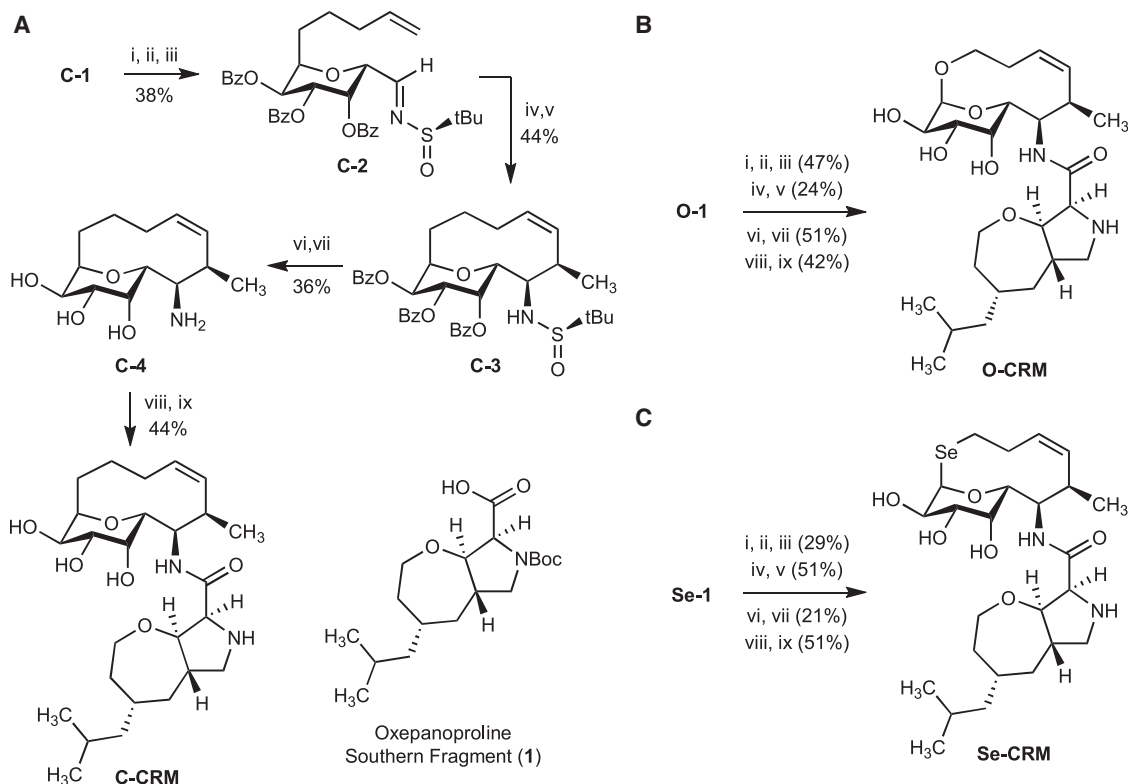 A
C-1
i, ii, iii
38%
BzO
BzO
OBz
O
H
N
S
tBu
O
C-2
iv,v
44%
HO
HO
OH
O
NH2
CH3
C-4
vi,vii
36%
BzO
BzO
OBz
O
CH3
HN
S
tBu
O
C-3
viii, ix
44%
HO
HO
OH
O
CH3
HN
O
H
H
O
NH
H
H3C
CH3
C-CRM
HO
O
H
H
O
NBoc
H
H3C
CH3
Oxepanoproline
Southern Fragment (1)
B
O-1
i, ii, iii (47%)
iv, v (24%)
vi, vii (51%)
viii, ix (42%)
O
O
HO
HO
OH
CH3
HN
O
H
H
O
NH
H
H3C
CH3
O-CRM
C
Se-1
i, ii, iii (29%)
iv, v (51%)
vi, vii (21%)
viii, ix (51%)
Se
O
HO
HO
OH
CH3
HN
O
H
H
O
NH
H
H3C
CH3
Se-CRM